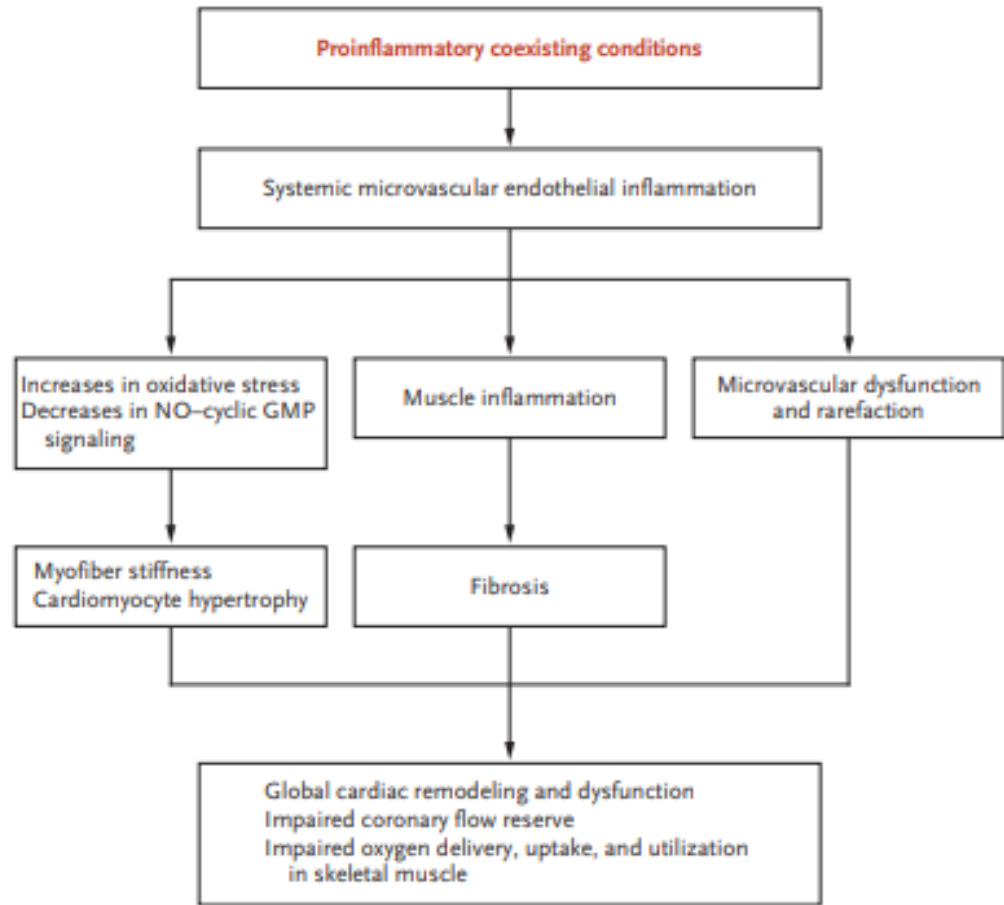 Proinflammatory coexisting conditions
Systemic microvascular endothelial inflammation
Increases in oxidative stress
Decreases in NO–cyclic GMP
signaling
Muscle inflammation
Microvascular dysfunction
and rarefaction
Myofiber stiffness
Cardiomyocyte hypertrophy
Fibrosis
Global cardiac remodeling and dysfunction
Impaired coronary flow reserve
Impaired oxygen delivery, uptake, and utilization
in skeletal muscle